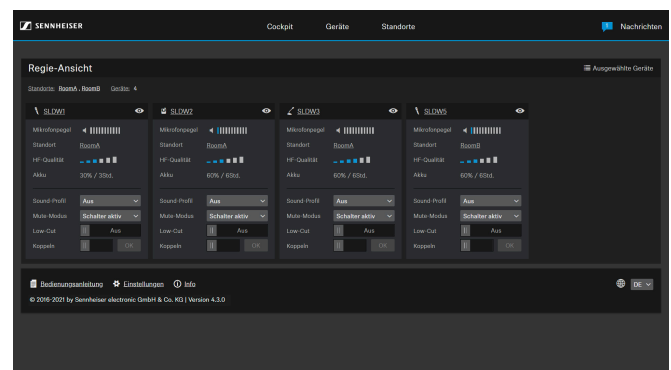 SENNHEISER Cockpit Geräte Standorte Nachrichten
Regie-Ansicht Ausgewählte Geräte
Standorte: RoomA , RoomB Geräte: 4
SLDW1 SLDW2 SLDW3 SLDW5
Mikrofonpegel Mikrofonpegel Mikrofonpegel Mikrofonpegel
Standort RoomA Standort RoomA Standort RoomA Standort RoomB
HF-Qualität HF-Qualität HF-Qualität HF-Qualität
Akku 30% / 3Std. Akku 60% / 6Std. Akku 60% / 6Std. Akku 60% / 6Std.
Sound-Profil Aus Sound-Profil Aus Sound-Profil Aus Sound-Profil Aus
Mute-Modus Schalter aktiv Mute-Modus Schalter aktiv Mute-Modus Schalter aktiv Mute-Modus Schalter aktiv
Low-Cut Aus Low-Cut Aus Low-Cut Aus Low-Cut Aus
Koppeln OK Koppeln OK Koppeln OK Koppeln OK
Bedienungsanleitung Einstellungen Info DE
© 2016-2021 by Sennheiser electronic GmbH & Co. KG | Version 4.3.0